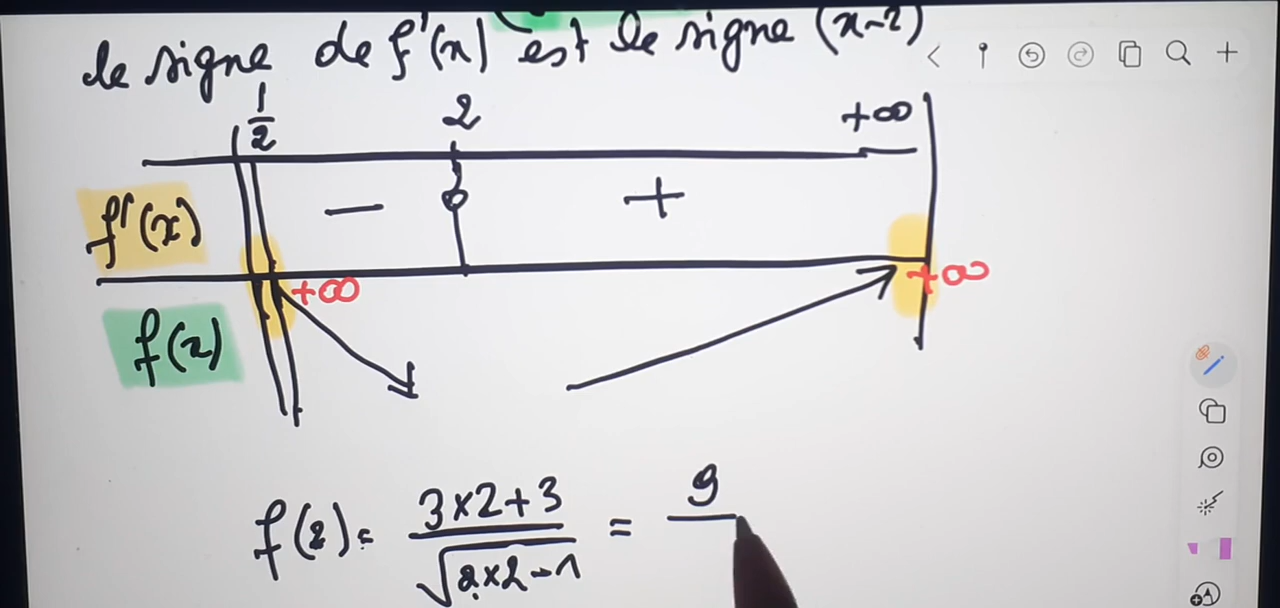 le signe de f'(x) est le signe (x-2)
1/2 2 +∞
f'(x) - 0 +
+∞ +∞
f(x)
f(2) = (3×2+3)/√(2×2-1) = 9